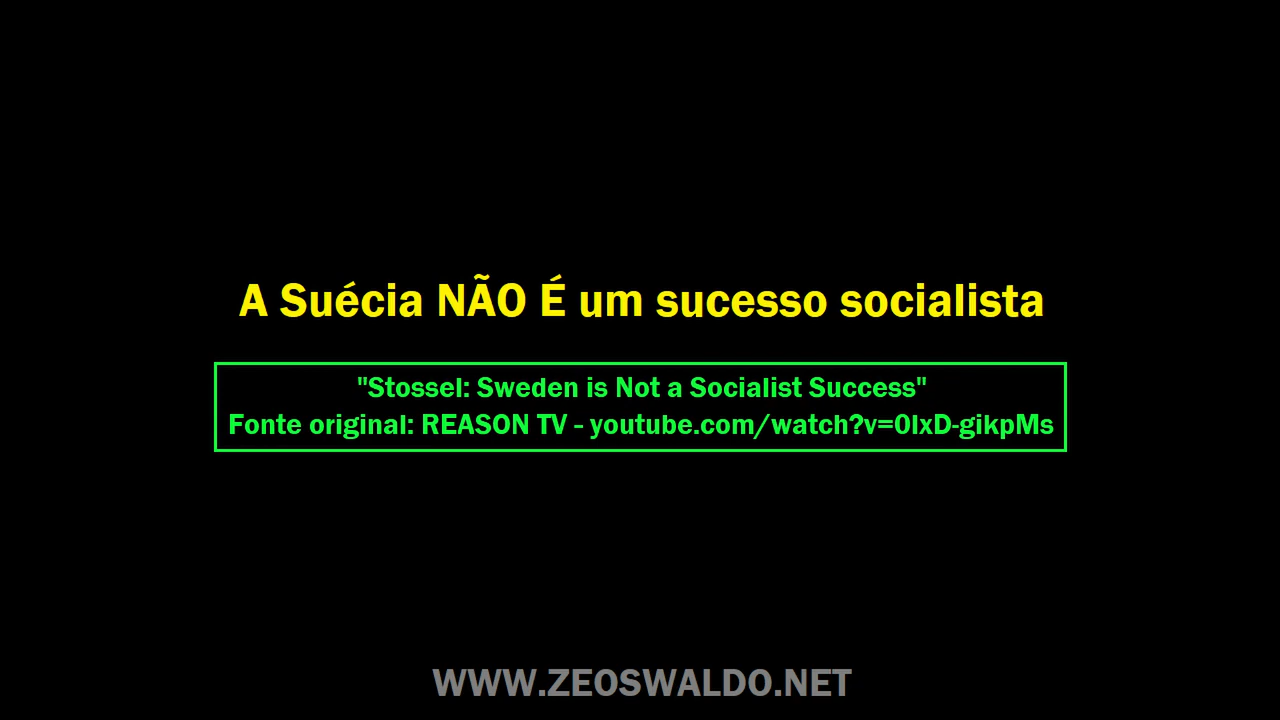 A Suécia NÃO É um sucesso socialista
"Stossel: Sweden is Not a Socialist Success"
Fonte original: REASON TV - youtube.com/watch?v=0lxD-gikpMs
WWW.ZEOSWALDO.NET